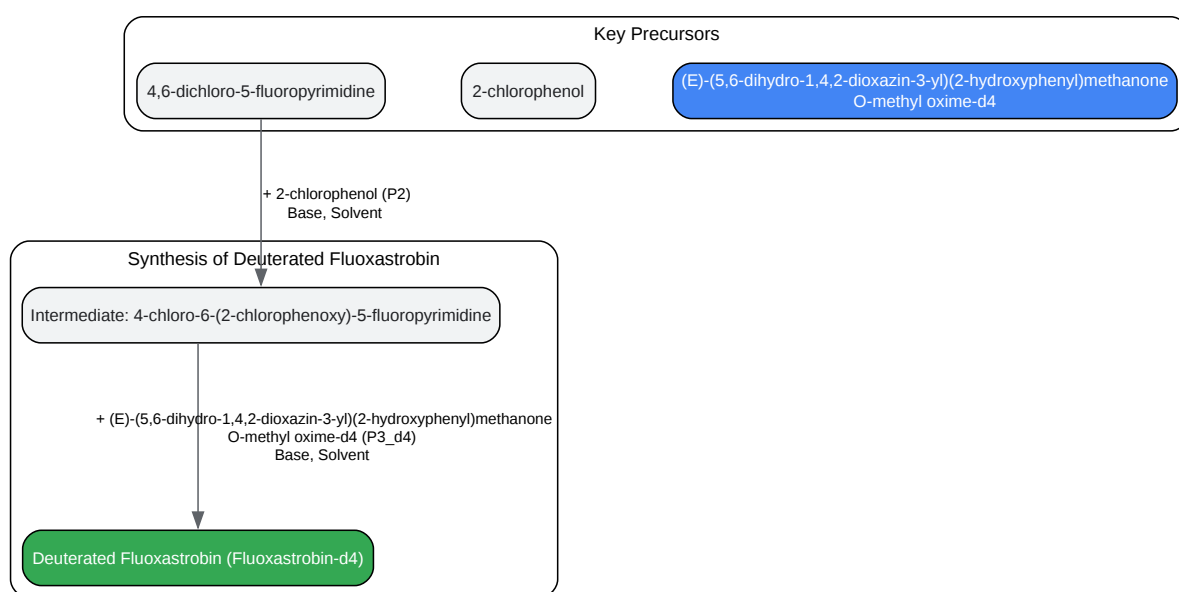 Key Precursors
4,6-dichloro-5-fluoropyrimidine
2-chlorophenol
(E)-(5,6-dihydro-1,4,2-dioxazin-3-yl)(2-hydroxyphenyl)methanone
O-methyl oxime-d4
+ 2-chlorophenol (P2)
Base, Solvent
Synthesis of Deuterated Fluoxastrobin
Intermediate: 4-chloro-6-(2-chlorophenoxy)-5-fluoropyrimidine
+ (E)-(5,6-dihydro-1,4,2-dioxazin-3-yl)(2-hydroxyphenyl)methanone
O-methyl oxime-d4 (P3_d4)
Base, Solvent
Deuterated Fluoxastrobin (Fluoxastrobin-d4)